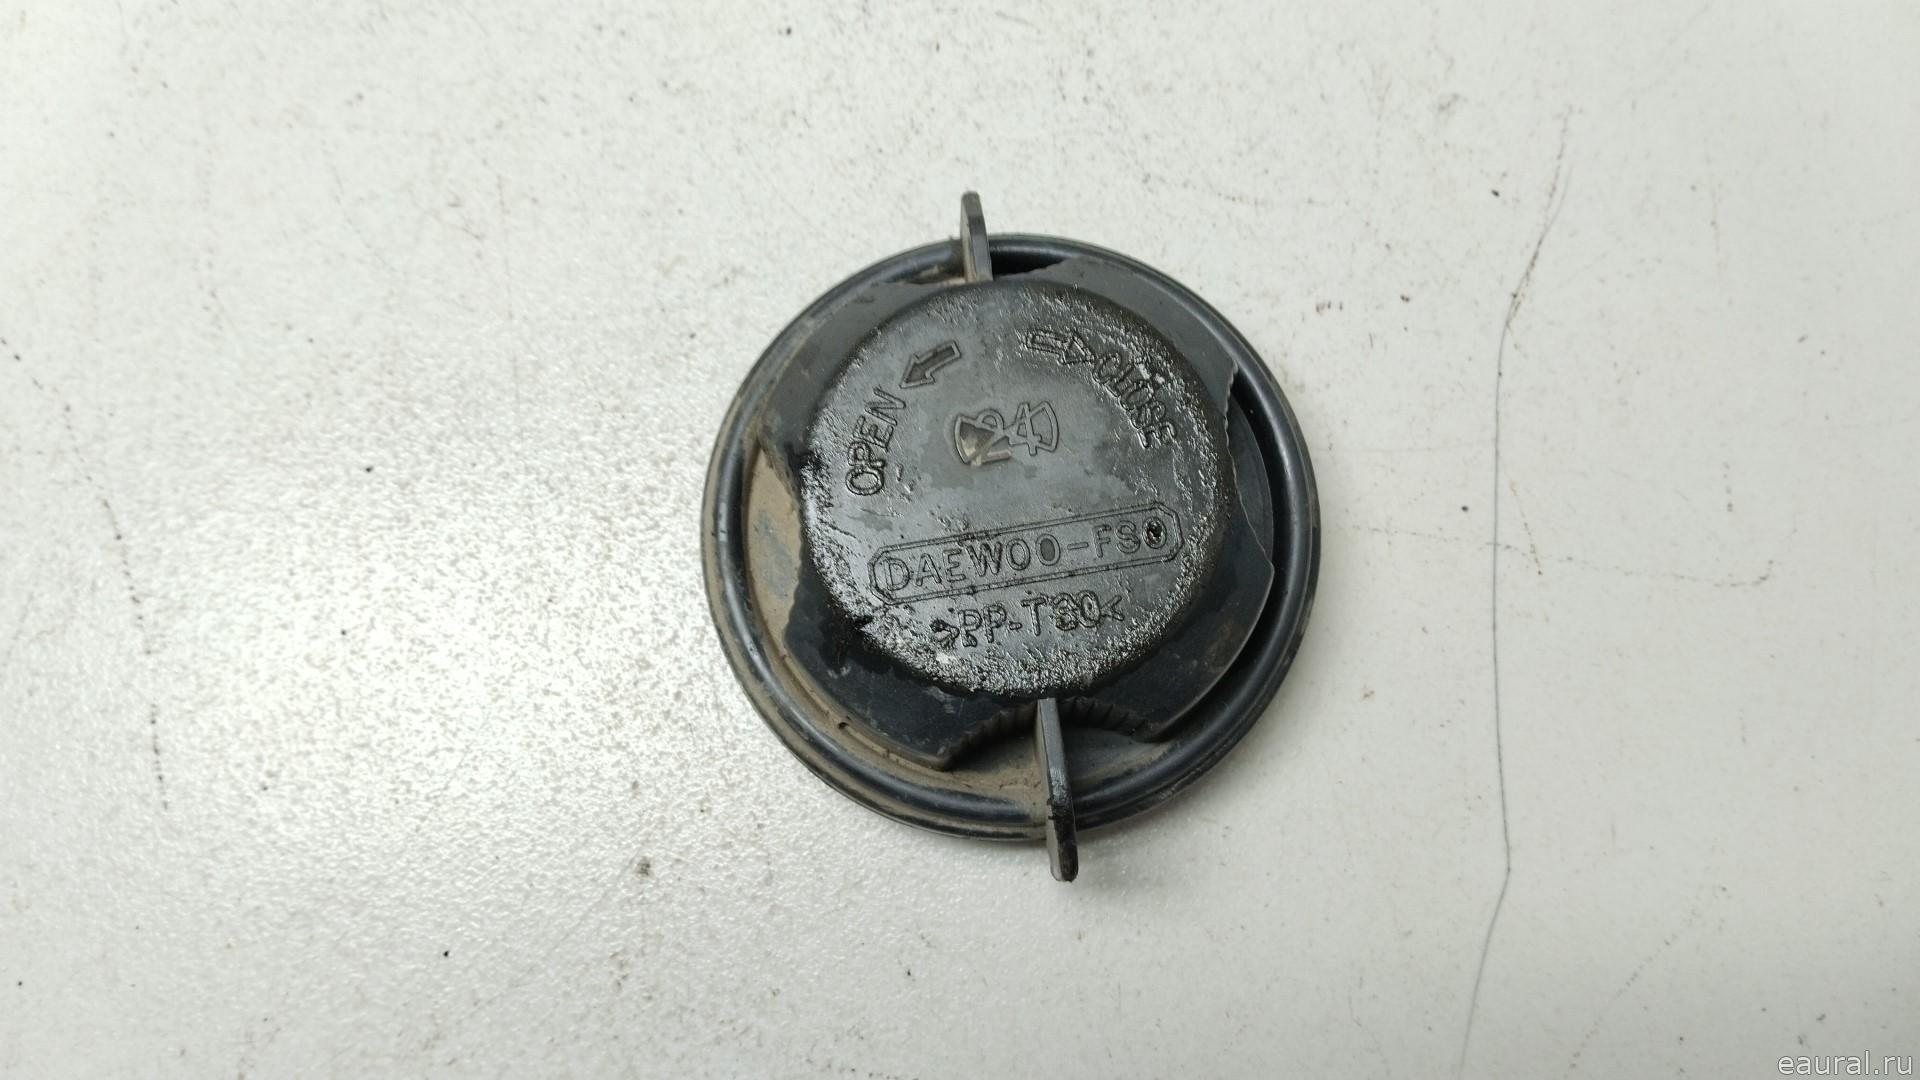 OPEN
CLOSE
DAEWOO-FSO
>PP-T30<
eaural.ru